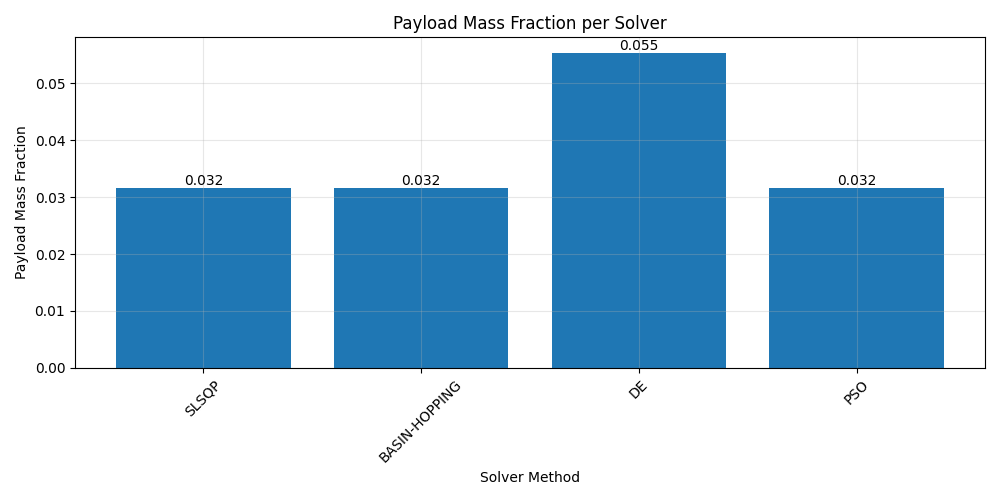 Payload Mass Fraction per Solver
Payload Mass Fraction
0.05
0.04
0.03
0.02
0.01
0.00
0.032
0.032
0.055
0.032
SLSQP
BASIN-HOPPING
DE
PSO
Solver Method